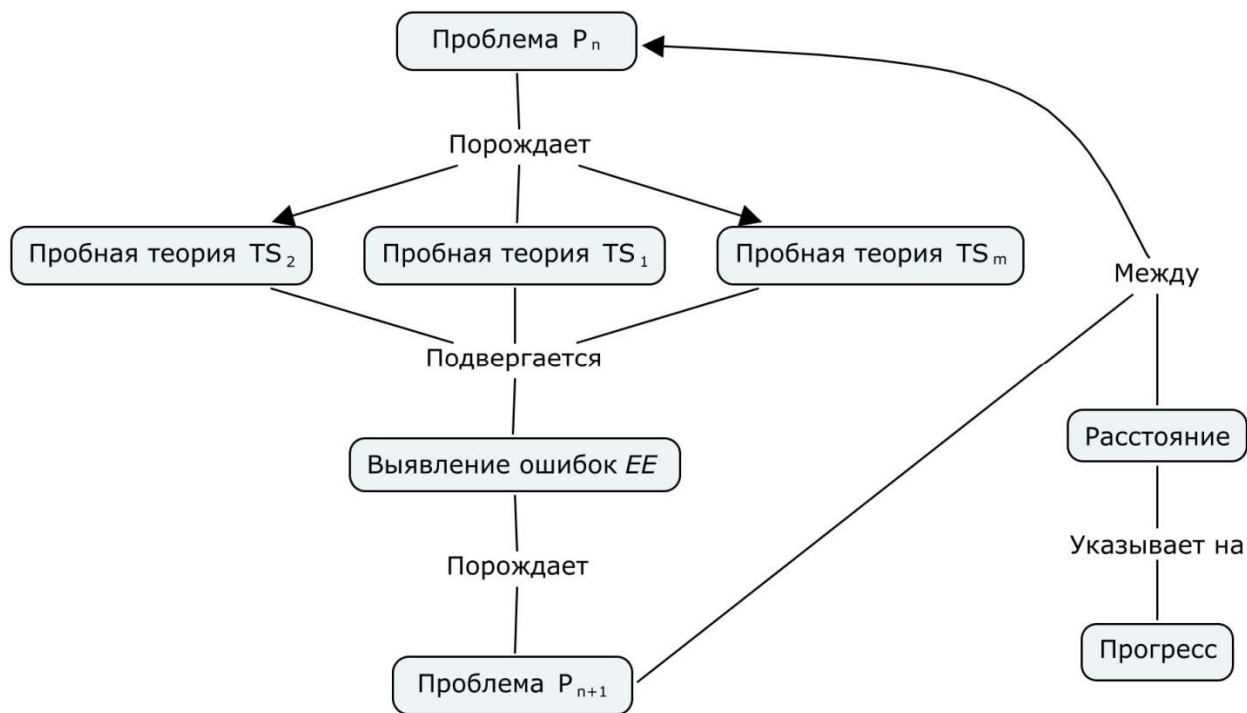 Проблема Pₙ
Порождает
Пробная теория TS₂
Пробная теория TS₁
Пробная теория TSₘ
Между
Подвергается
Расстояние
Выявление ошибок EE
Указывает на
Порождает
Прогресс
Проблема Pₙ₊₁